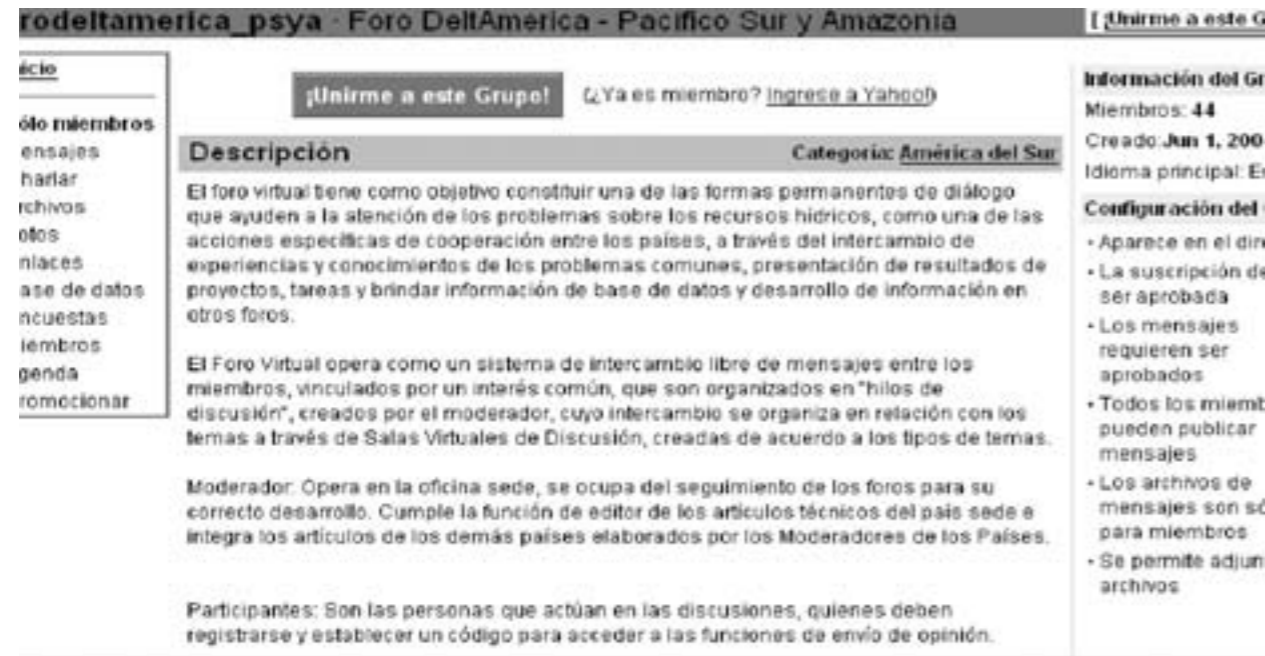 rodeltamerica_psya · Foro DeltAmérica - Pacífico Sur y Amazonía
[ ¡Unirme a este G
icio
ólo miembros
ensajes
harlar
rchivos
otos
nlaces
ase de datos
ncuestas
iembros
genda
romocionar
¡Unirme a este Grupo! (¿Ya es miembro? Ingrese a Yahoo!)
Descripción Categoría: América del Sur
El foro virtual tiene como objetivo constituir una de las formas permanentes de diálogo
que ayuden a la atención de los problemas sobre los recursos hídricos, como una de las
acciones específicas de cooperación entre los países, a través del intercambio de
experiencias y conocimientos de los problemas comunes, presentación de resultados de
proyectos, tareas y brindar información de base de datos y desarrollo de información en
otros foros.
El Foro Virtual opera como un sistema de intercambio libre de mensajes entre los
miembros, vinculados por un interés común, que son organizados en "hilos de
discusión", creados por el moderador, cuyo intercambio se organiza en relación con los
temas a través de Salas Virtuales de Discusión, creadas de acuerdo a los tipos de temas.
Moderador: Opera en la oficina sede, se ocupa del seguimiento de los foros para su
correcto desarrollo. Cumple la función de editor de los artículos técnicos del país sede e
integra los artículos de los demás países elaborados por los Moderadores de los Países.
Participantes: Son las personas que actúan en las discusiones, quienes deben
registrarse y establecer un código para acceder a las funciones de envío de opinión.
Información del Gr
Miembros: 44
Creado: Jun 1, 200
Idioma principal: Es
Configuración del
· Aparece en el dire
· La suscripción de
ser aprobada
· Los mensajes
requieren ser
aprobados
· Todos los miemb
pueden publicar
mensajes
· Los archivos de
mensajes son só
para miembros
· Se permite adjun
archivos